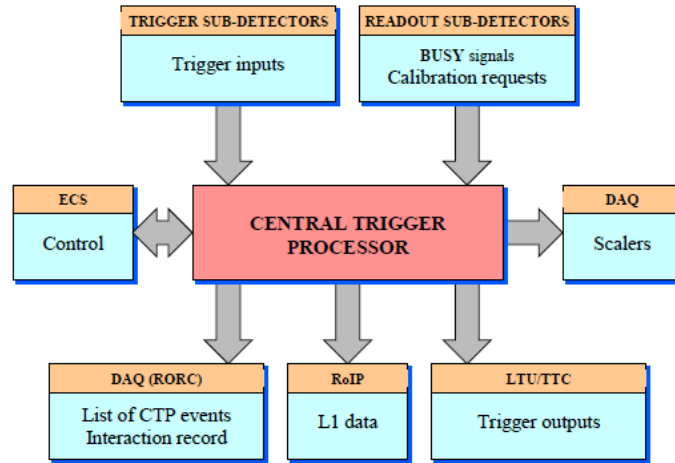 TRIGGER SUB-DETECTORS
Trigger inputs
READOUT SUB-DETECTORS
BUSY signals
Calibration requests
ECS
Control
CENTRAL TRIGGER
PROCESSOR
DAQ
Scalers
DAQ (RORC)
List of CTP events
Interaction record
RoIP
L1 data
LTU/TTC
Trigger outputs